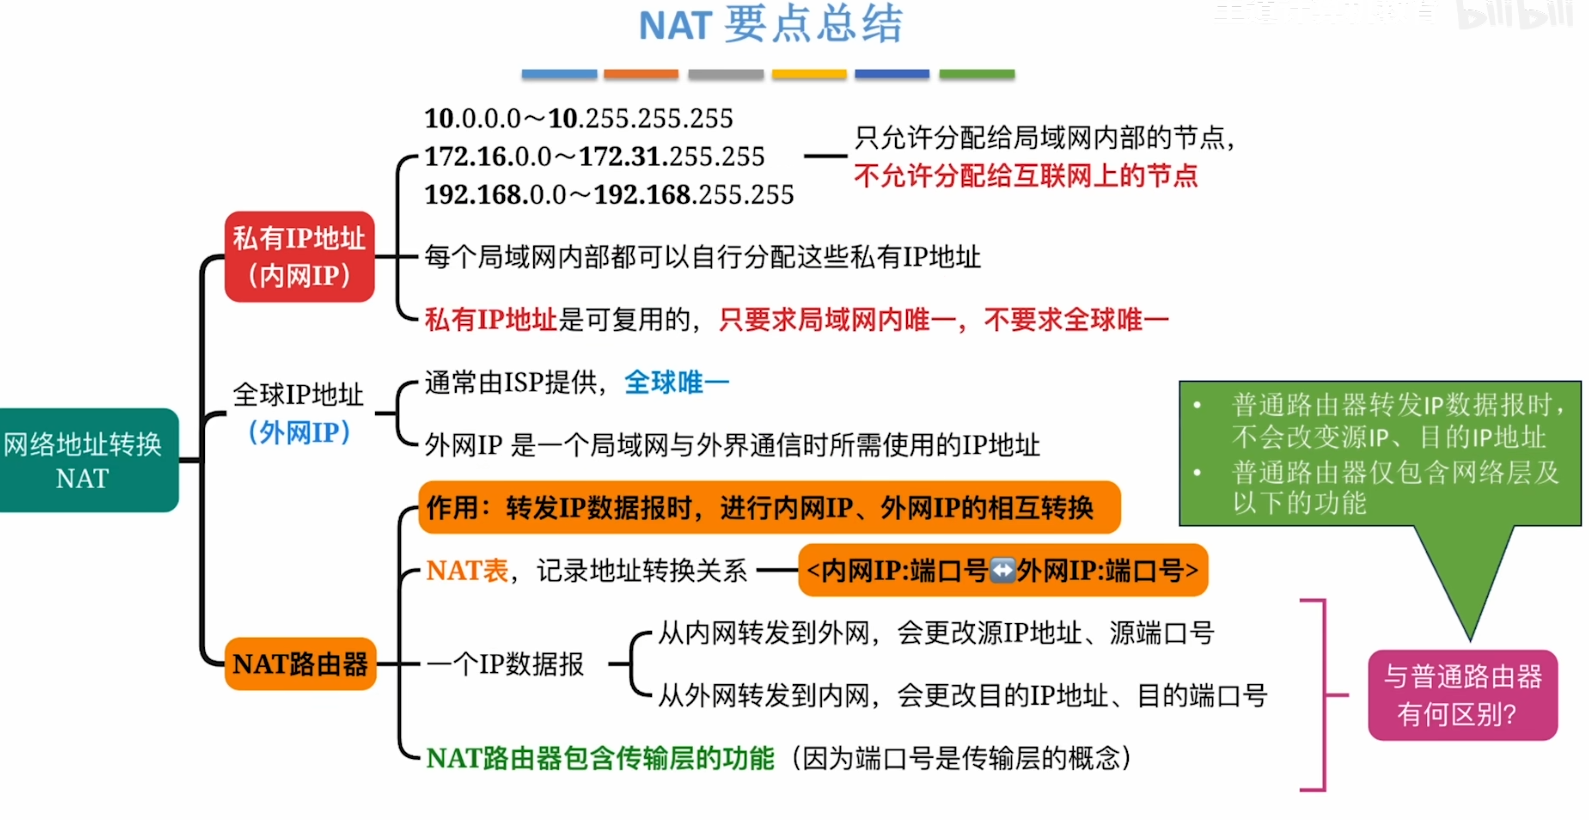 NAT 要点总结
bilibili
10.0.0.0～10.255.255.255
172.16.0.0～172.31.255.255
192.168.0.0～192.168.255.255
只允许分配给局域网内部的节点，
不允许分配给互联网上的节点
私有IP地址
（内网IP）
每个局域网内部都可以自行分配这些私有IP地址
私有IP地址是可复用的，只要求局域网内唯一，不要求全球唯一
全球IP地址
（外网IP）
通常由ISP提供，全球唯一
外网IP 是一个局域网与外界通信时所需使用的IP地址
网络地址转换
NAT
NAT路由器
作用：转发IP数据报时，进行内网IP、外网IP的相互转换
NAT表，记录地址转换关系
<内网IP:端口号↔外网IP:端口号>
一个IP数据报
从内网转发到外网，会更改源IP地址、源端口号
从外网转发到内网，会更改目的IP地址、目的端口号
NAT路由器包含传输层的功能（因为端口号是传输层的概念）
• 普通路由器转发IP数据报时，
不会改变源IP、目的IP地址
• 普通路由器仅包含网络层及
以下的功能
与普通路由器
有何区别？